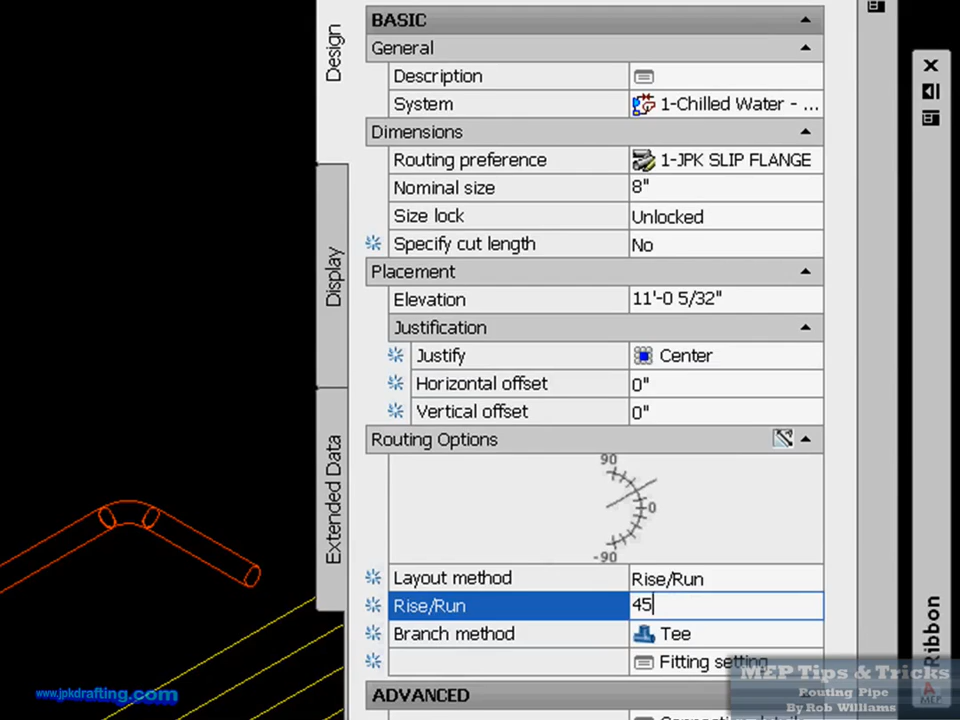 Design
Display
Extended Data
BASIC
General
Description
System 1-Chilled Water - ...
Dimensions
Routing preference 1-JPK SLIP FLANGE
Nominal size 8"
Size lock Unlocked
Specify cut length No
Placement
Elevation 11'-0 5/32"
Justification
Justify Center
Horizontal offset 0"
Vertical offset 0"
Routing Options
90
0
-90
Layout method Rise/Run
Rise/Run 45
Branch method Tee
Fitting setting
ADVANCED
Ribbon
www.jpkdrafting.com
MEP Tips & Tricks
Routing Pipe
By Rob Williams